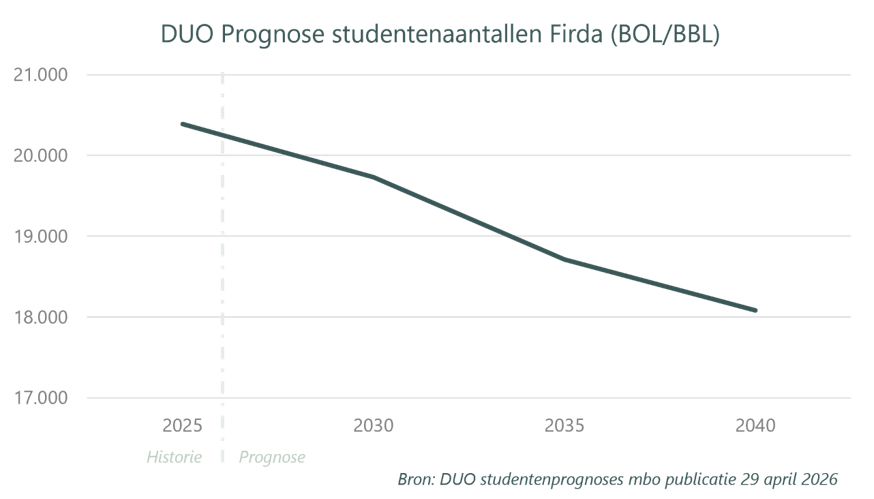 DUO Prognose studentenaantallen Firda (BOL/BBL)
21.000
20.000
19.000
18.000
17.000
2025 2030 2035 2040
Historie Prognose
Bron: DUO studentenprognoses mbo publicatie 29 april 2026